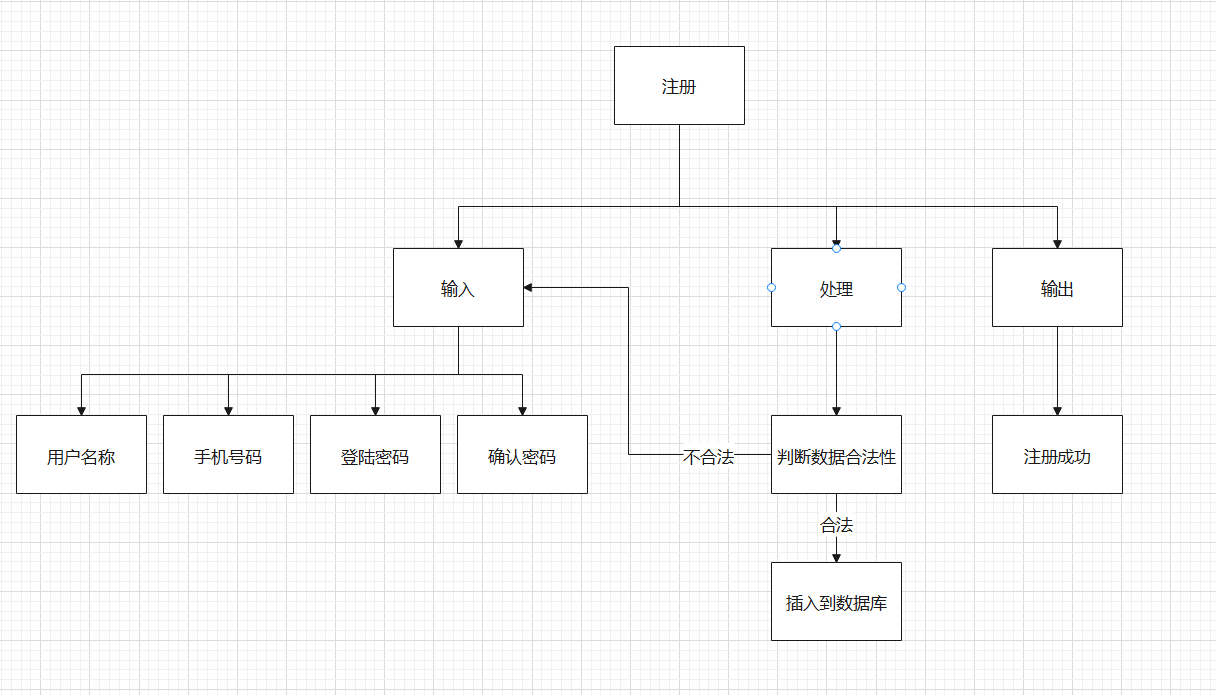 注册
输入
处理
输出
用户名称
手机号码
登陆密码
确认密码
不合法
判断数据合法性
注册成功
合法
插入到数据库